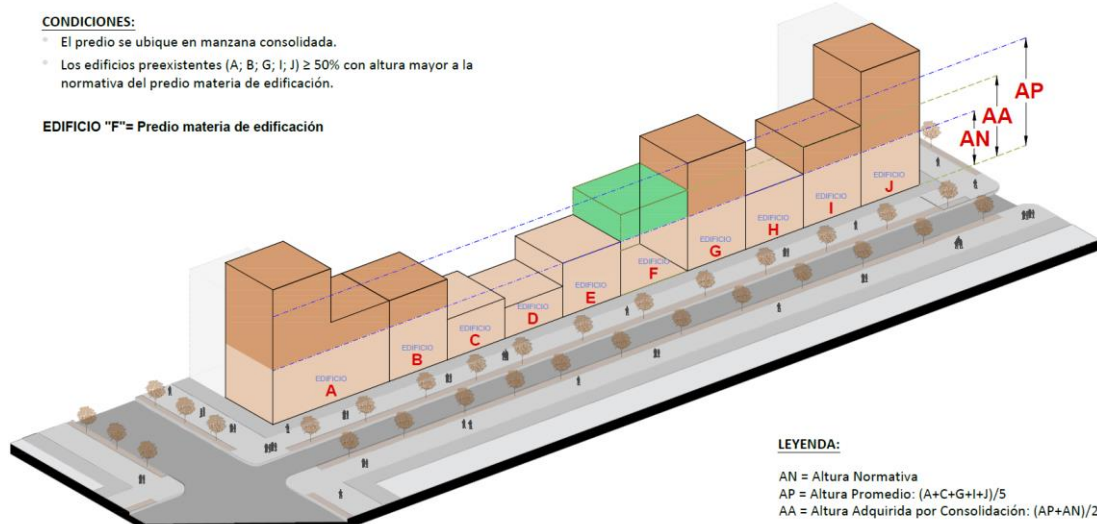 CONDICIONES:
El predio se ubique en manzana consolidada.
Los edificios preexistentes (A; B; G; I; J) ≥ 50% con altura mayor a la
normativa del predio materia de edificación.
EDIFICIO "F"= Predio materia de edificación
AP
AA
AN
EDIFICIO
J
EDIFICIO
I
EDIFICIO
H
EDIFICIO
G
EDIFICIO
F
EDIFICIO
E
EDIFICIO
D
EDIFICIO
C
EDIFICIO
B
EDIFICIO
A
LEYENDA:
AN = Altura Normativa
AP = Altura Promedio: (A+C+G+I+J)/5
AA = Altura Adquirida por Consolidación: (AP+AN)/2